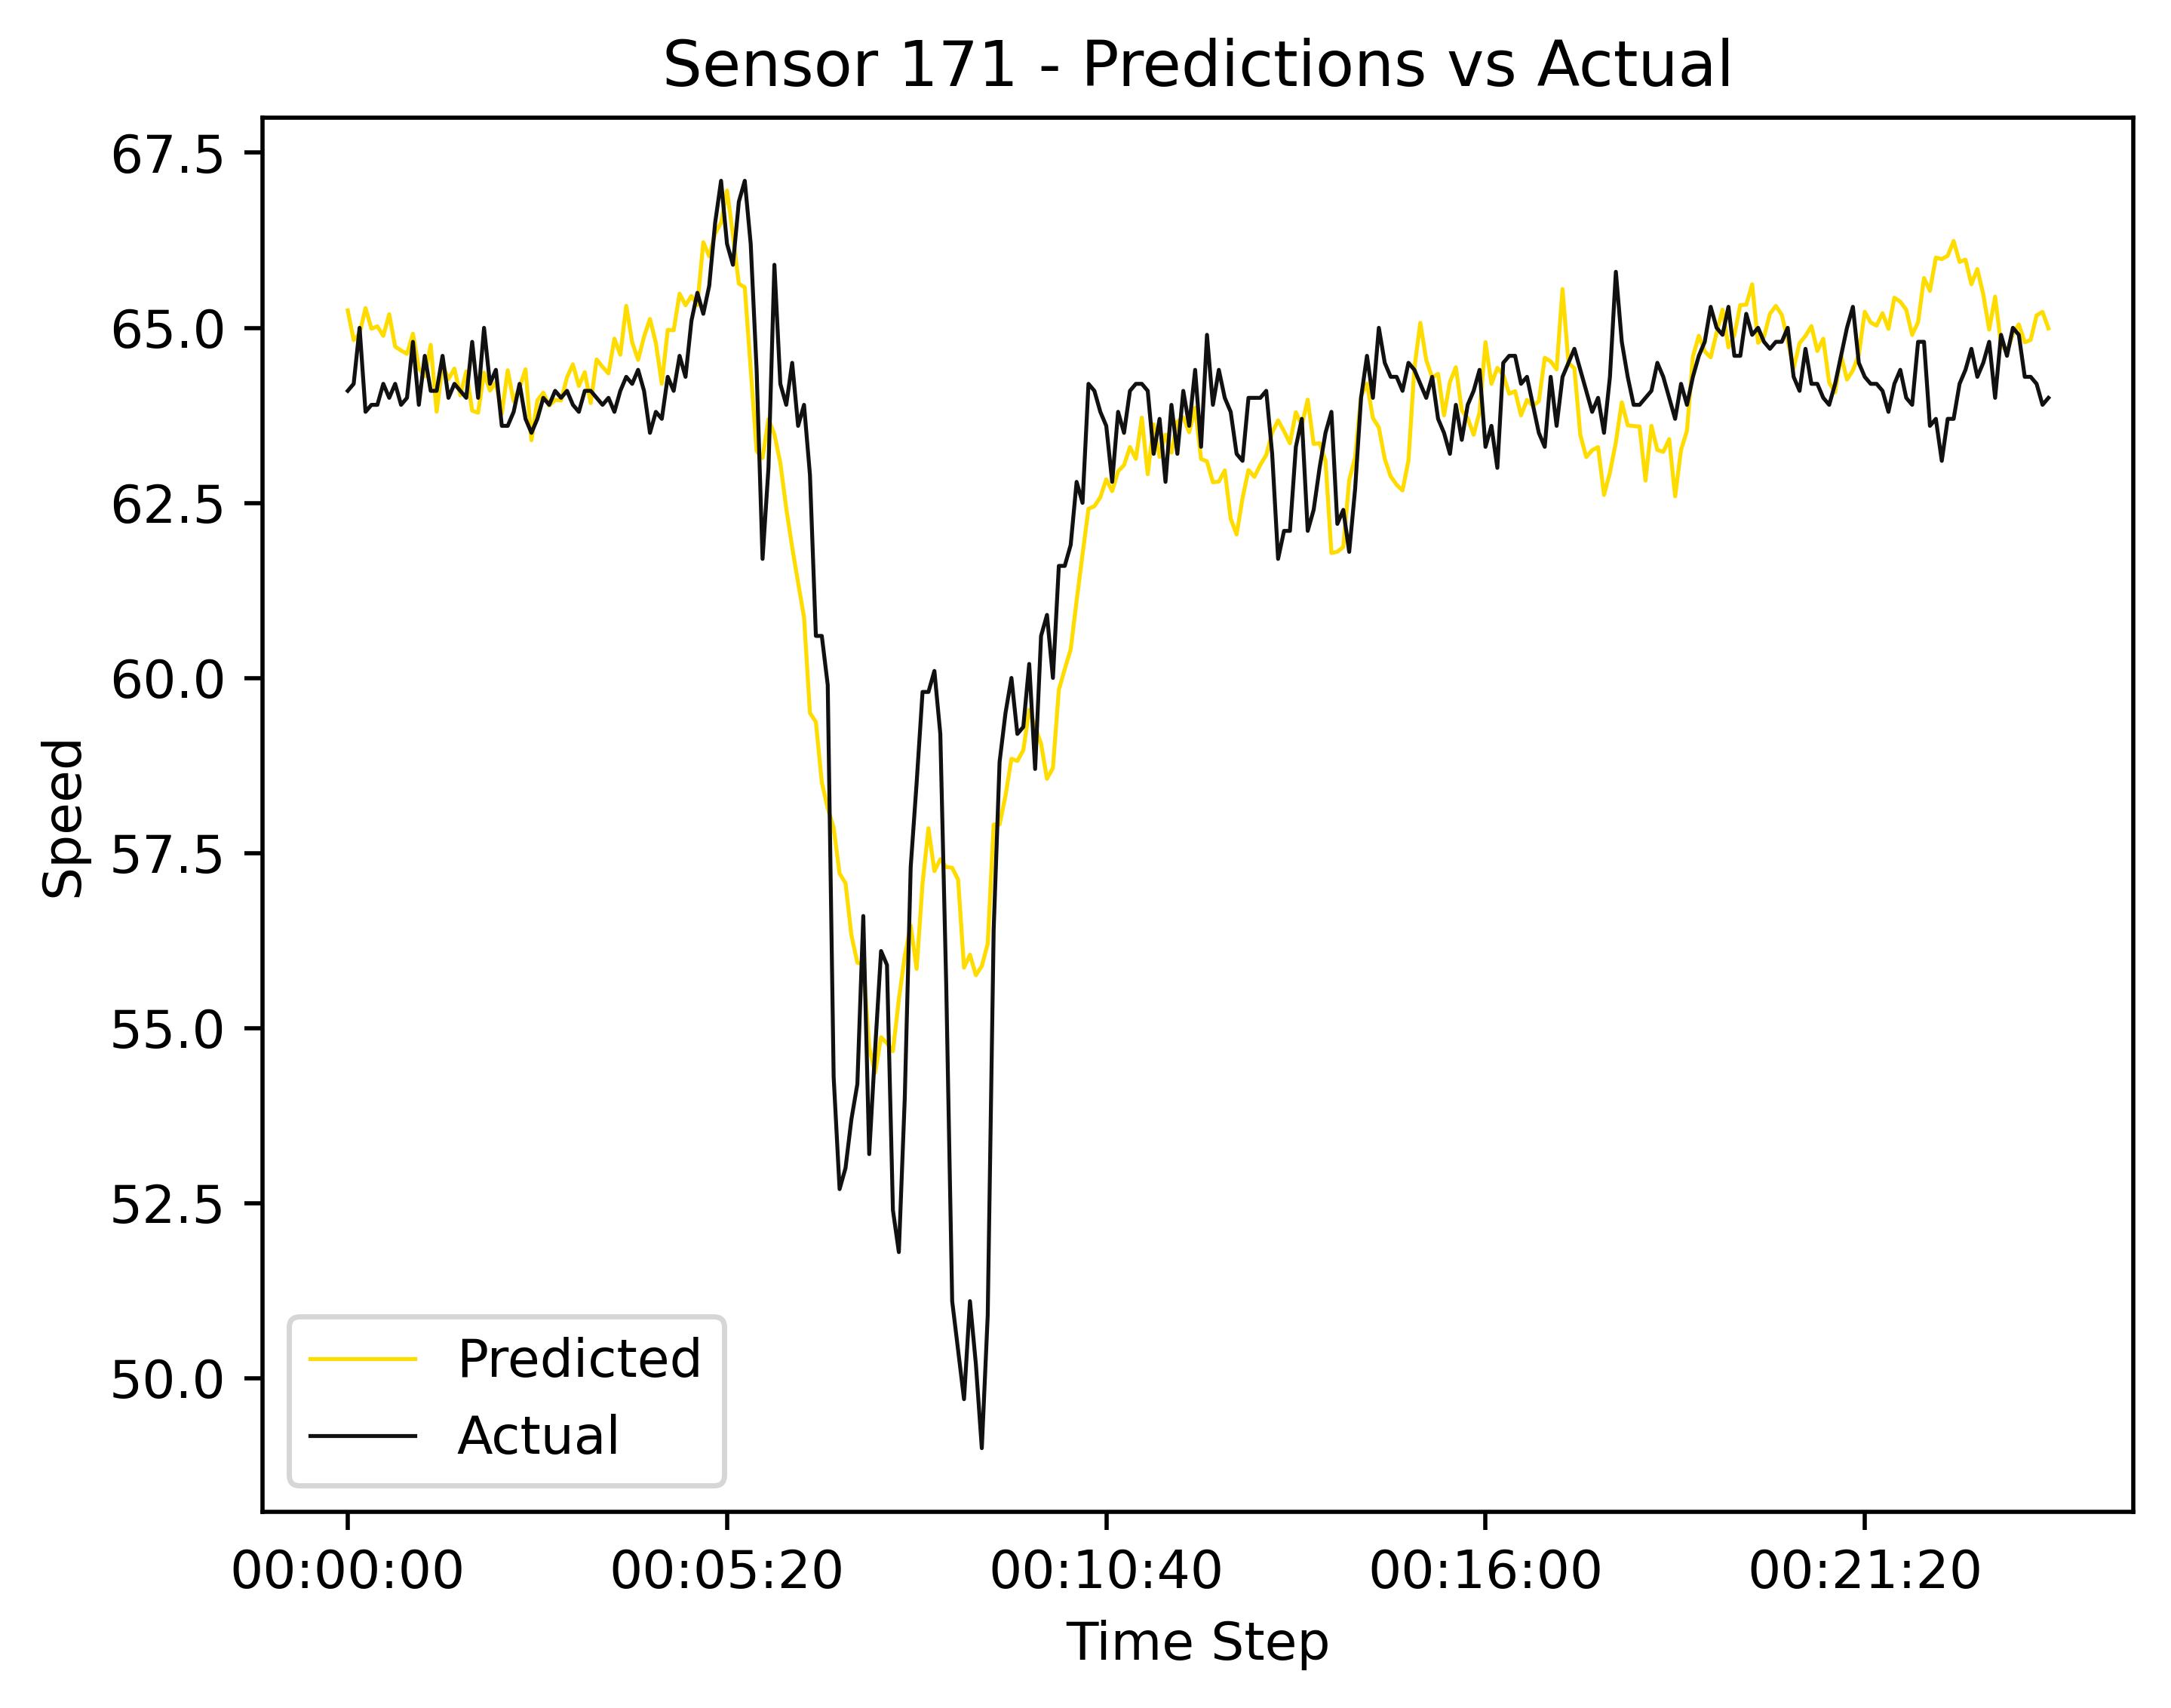 Sensor 171 - Predictions vs Actual
67.5
65.0
62.5
60.0
57.5
55.0
52.5
50.0
Speed
Predicted
Actual
00:00:00 00:05:20 00:10:40 00:16:00 00:21:20
Time Step